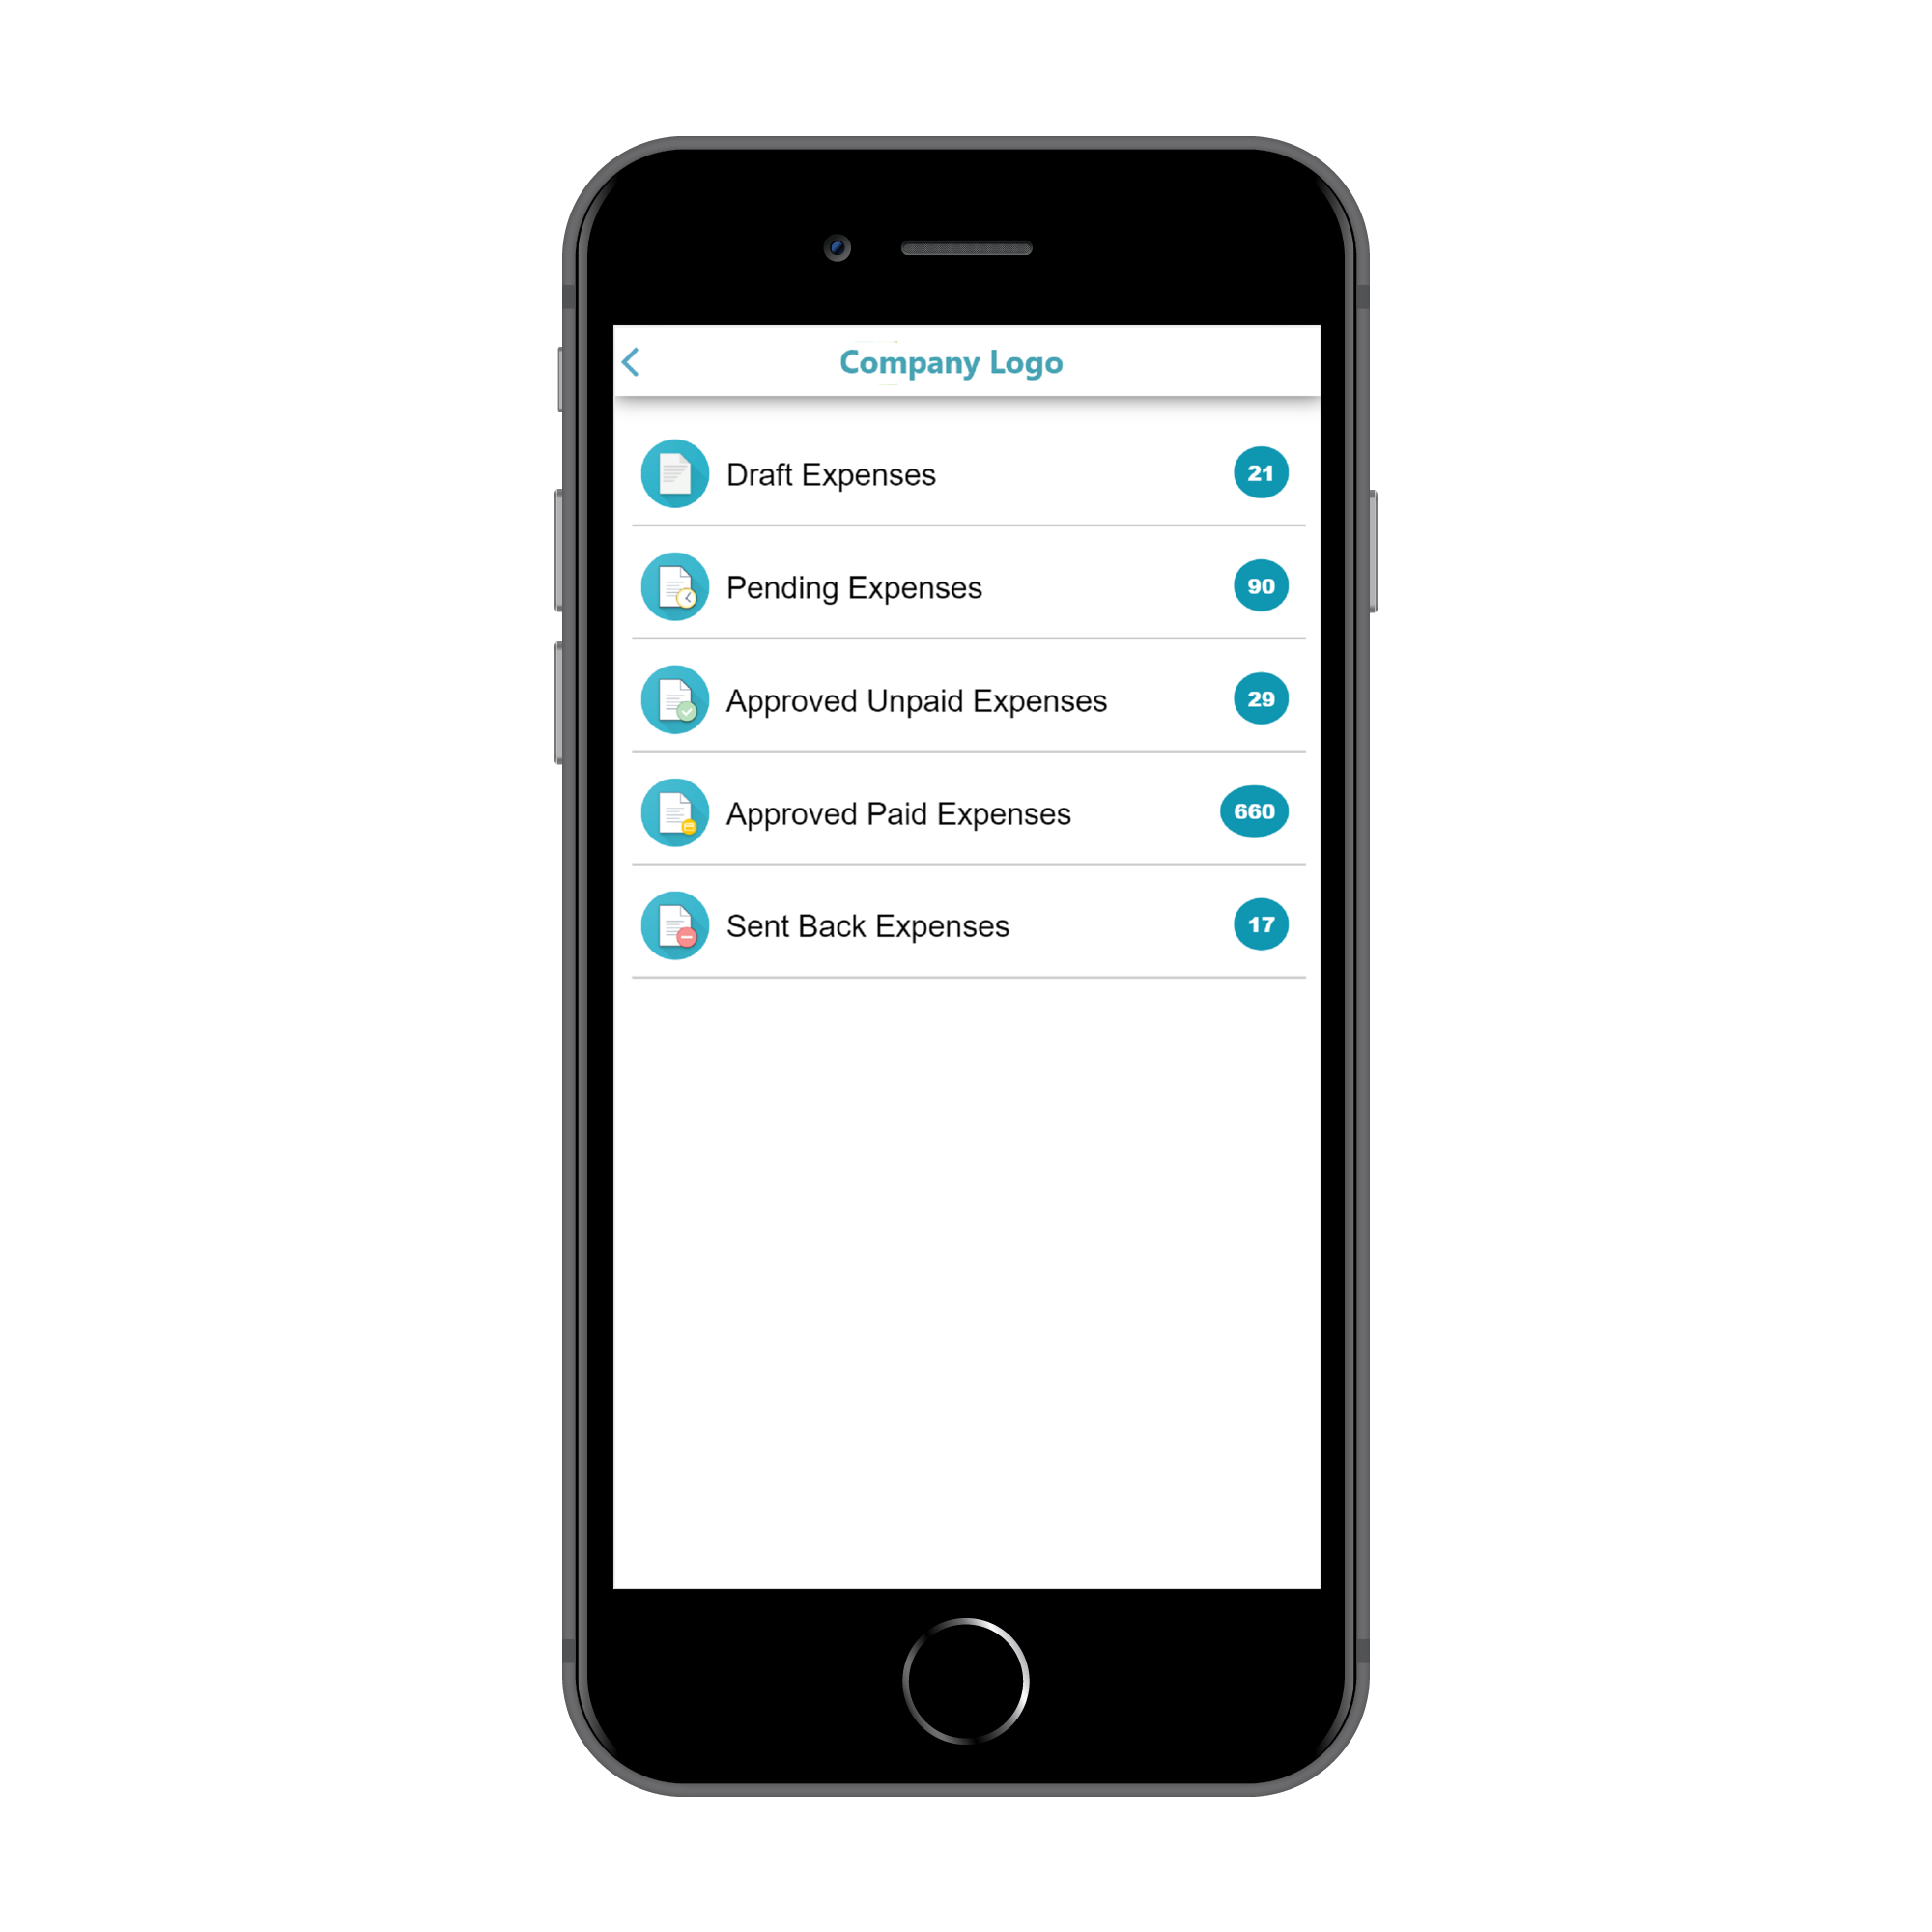 Company Logo
Draft Expenses 21
Pending Expenses 90
Approved Unpaid Expenses 29
Approved Paid Expenses 660
Sent Back Expenses 17